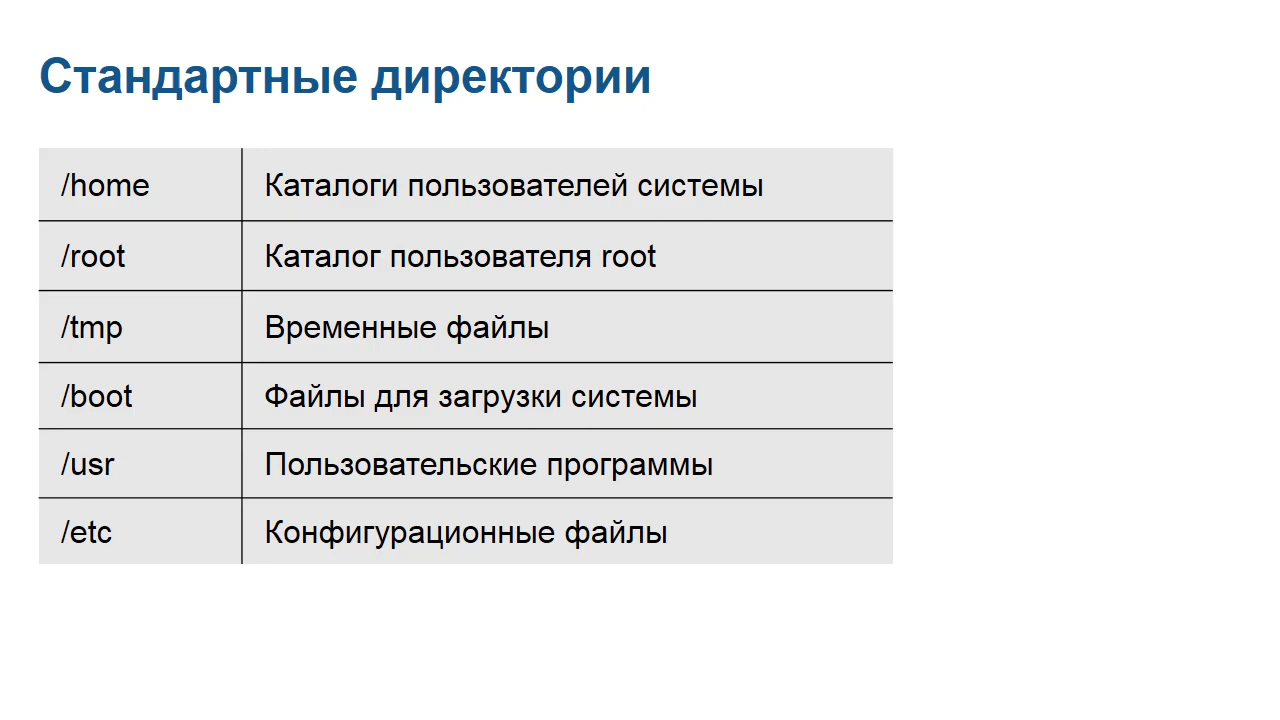 Стандартные директории
/home Каталоги пользователей системы
/root Каталог пользователя root
/tmp Временные файлы
/boot Файлы для загрузки системы
/usr Пользовательские программы
/etc Конфигурационные файлы